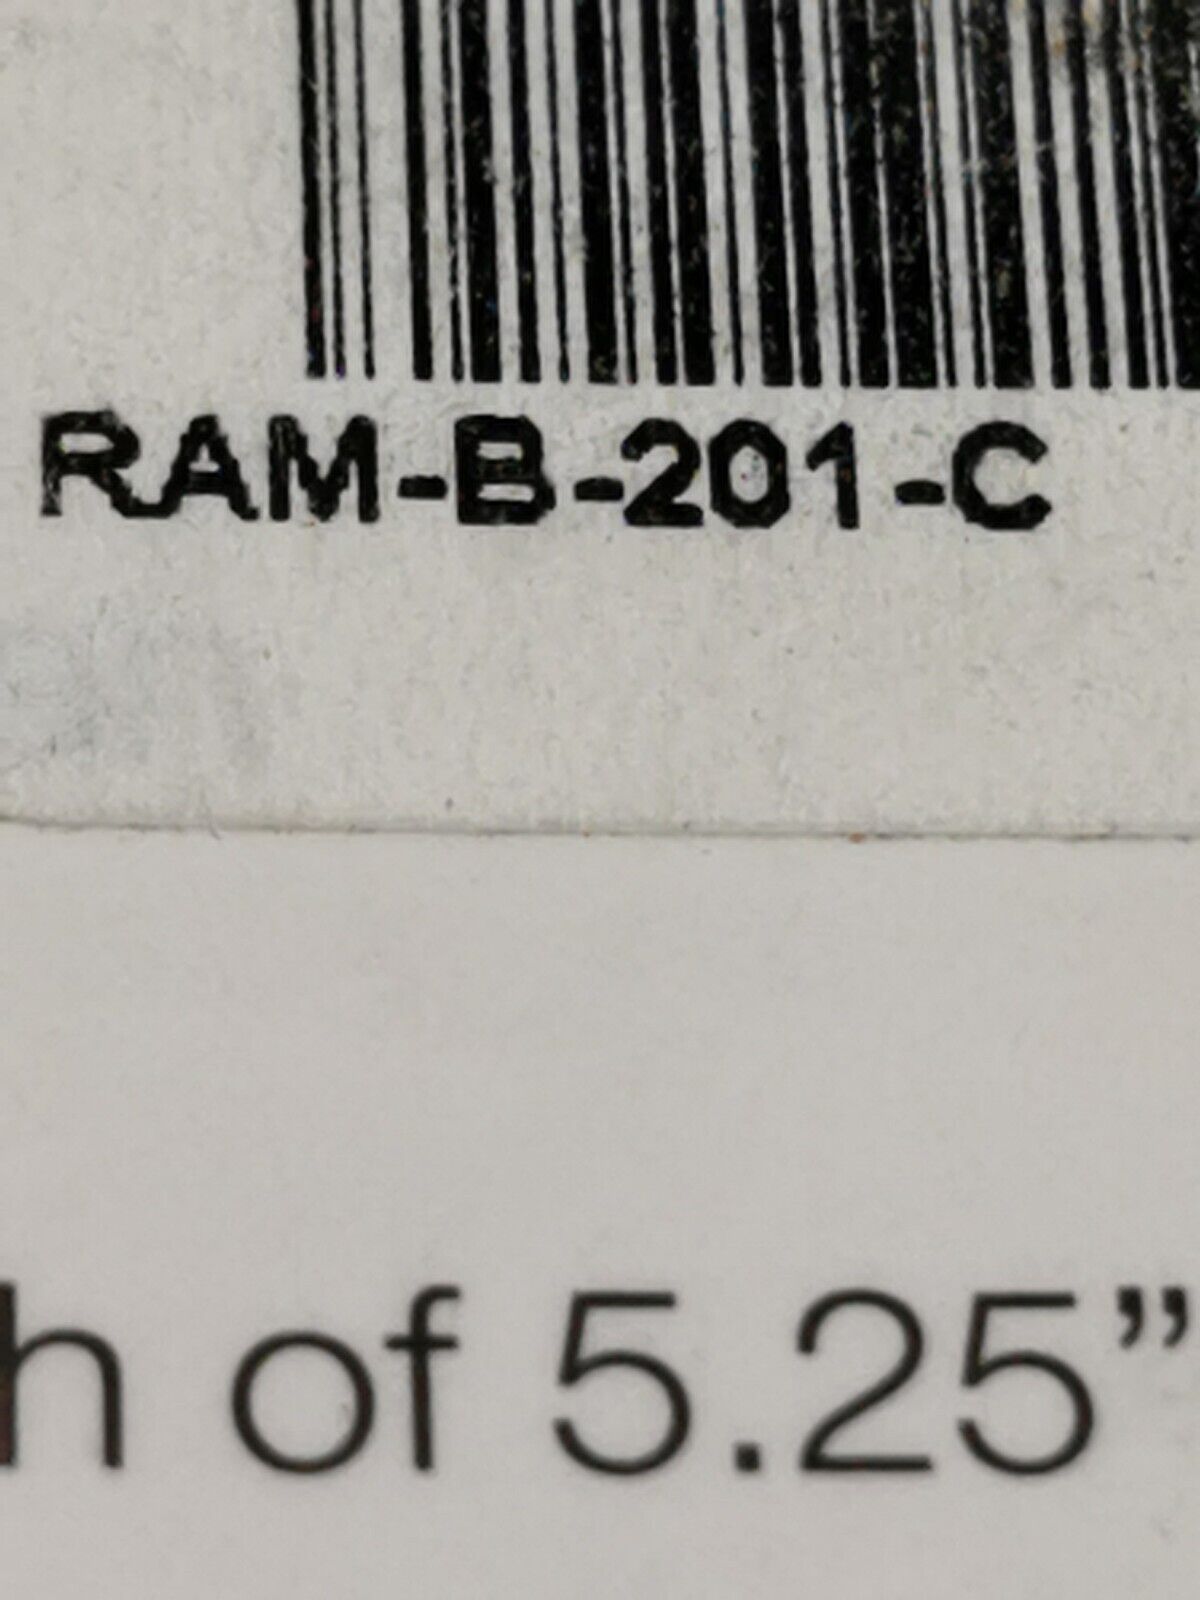 RAM-B-201-C
h of 5.25”